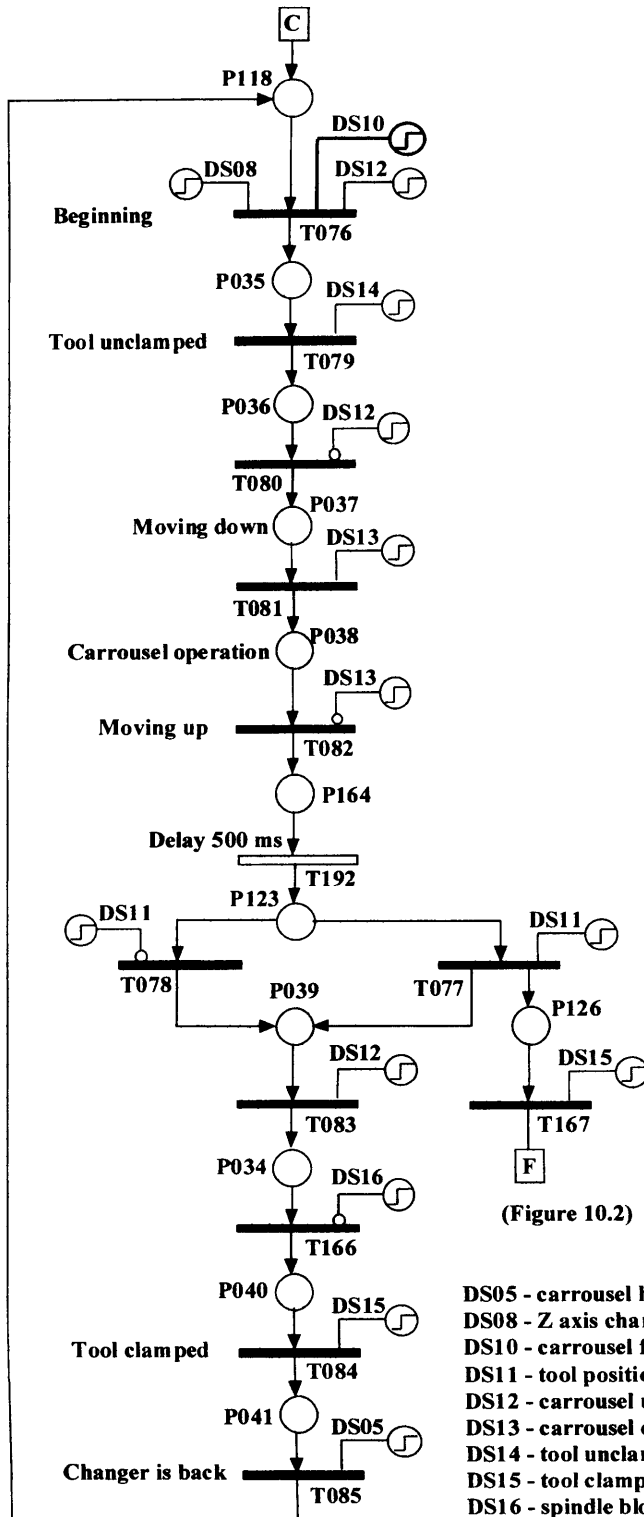 C
P118
DS10
DS08
DS12
Beginning
T076
P035
DS14
Tool unclamped
T079
P036
DS12
T080
P037
Moving down
DS13
T081
P038
Carrousel operation
DS13
Moving up
T082
P164
Delay 500 ms
T192
P123
DS11
DS11
T078
P039
T077
P126
DS12
DS15
T083
T167
P034
DS16
F
(Figure 10.2)
T166
P040
DS15
DS05 - carrousel
DS08 - Z axis
Tool clamped
DS10 - carrousel
T084
DS11 - tool
P041
DS12 - carrousel
DS05
DS13 - carrousel
DS14 - tool
Changer is back
DS15 - tool
T085
DS16 - spindle